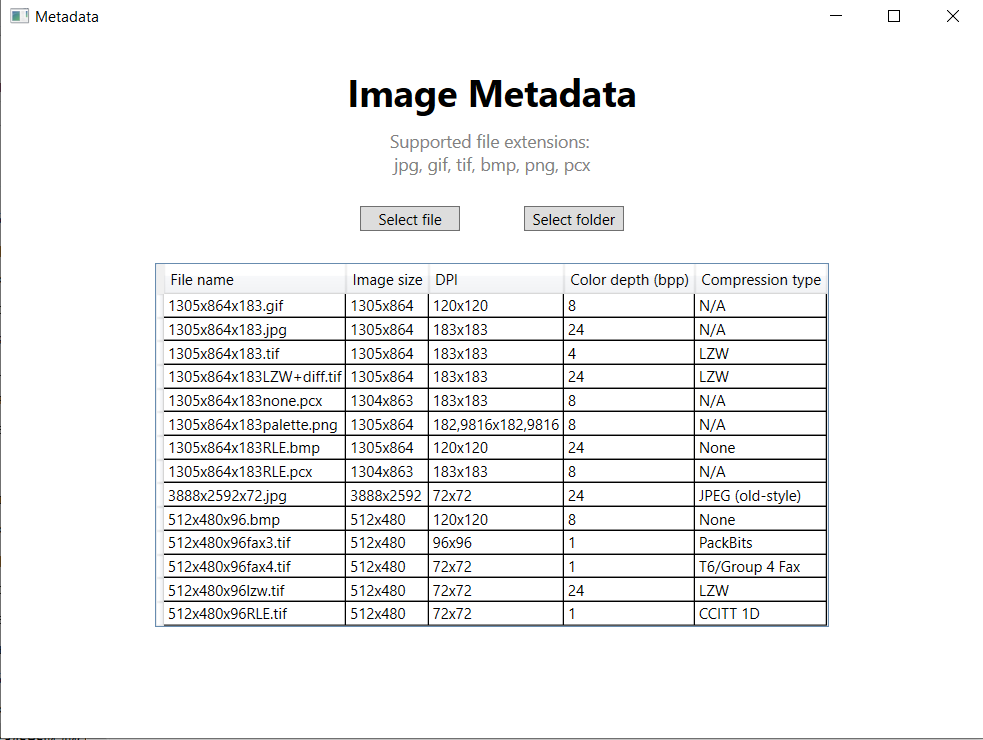 Metadata
Image Metadata
Supported file extensions:
jpg, gif, tif, bmp, png, pcx
Select file Select folder
File name Image size DPI Color depth (bpp) Compression type
1305x864x183.gif 1305x864 120x120 8 N/A
1305x864x183.jpg 1305x864 183x183 24 N/A
1305x864x183.tif 1305x864 183x183 4 LZW
1305x864x183LZW+diff.tif 1305x864 183x183 24 LZW
1305x864x183none.pcx 1304x863 183x183 8 N/A
1305x864x183palette.png 1305x864 182,9816x182,9816 8 N/A
1305x864x183RLE.bmp 1305x864 120x120 24 None
1305x864x183RLE.pcx 1304x863 183x183 8 N/A
3888x2592x72.jpg 3888x2592 72x72 24 JPEG (old-style)
512x480x96.bmp 512x480 120x120 8 None
512x480x96fax3.tif 512x480 96x96 1 PackBits
512x480x96fax4.tif 512x480 72x72 1 T6/Group 4 Fax
512x480x96lzw.tif 512x480 72x72 24 LZW
512x480x96RLE.tif 512x480 72x72 1 CCITT 1D